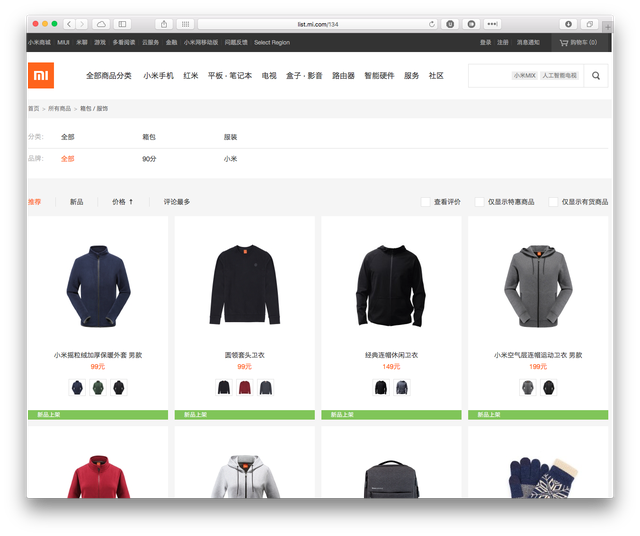 list.mi.com/134
小米商城 MIUI 米聊 游戏 多看阅读 云服务 金融 小米网移动版 问题反馈 Select Region 登录 注册 消息通知 购物车 (0)
mi 全部商品分类 小米手机 红米 平板 · 笔记本 电视 盒子 · 影音 路由器 智能硬件 服务 社区 小米MIX 人工智能电视
首页 > 所有商品 > 箱包 / 服饰
分类: 全部 箱包 服装
品牌: 全部 90分 小米
推荐 新品 价格 ↑ 评论最多 查看评价 仅显示特惠商品 仅显示有货商品
小米摇粒绒加厚保暖外套 男款 圆领套头卫衣 经典连帽休闲卫衣 小米空气层连帽运动卫衣 男款
99元 99元 149元 199元
新品上架 新品上架 新品上架 新品上架